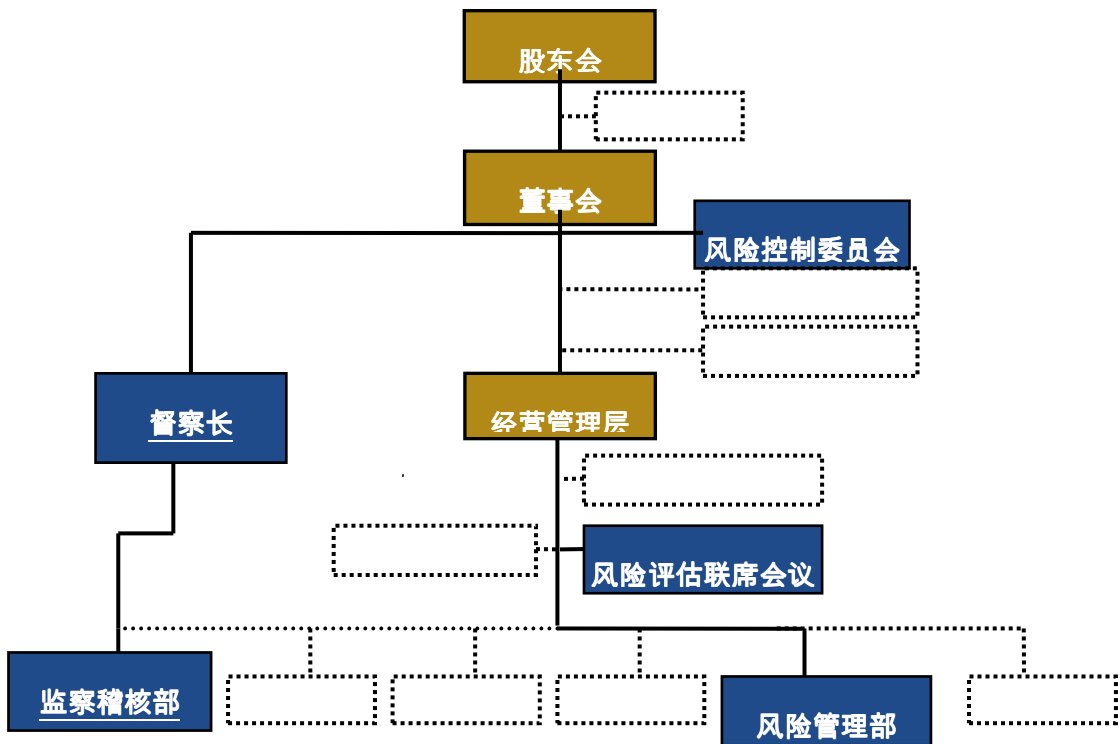 股东会
董事会
风险控制委员会
督察长
经营管理层
风险评估联席会议
监察稽核部
风险管理部